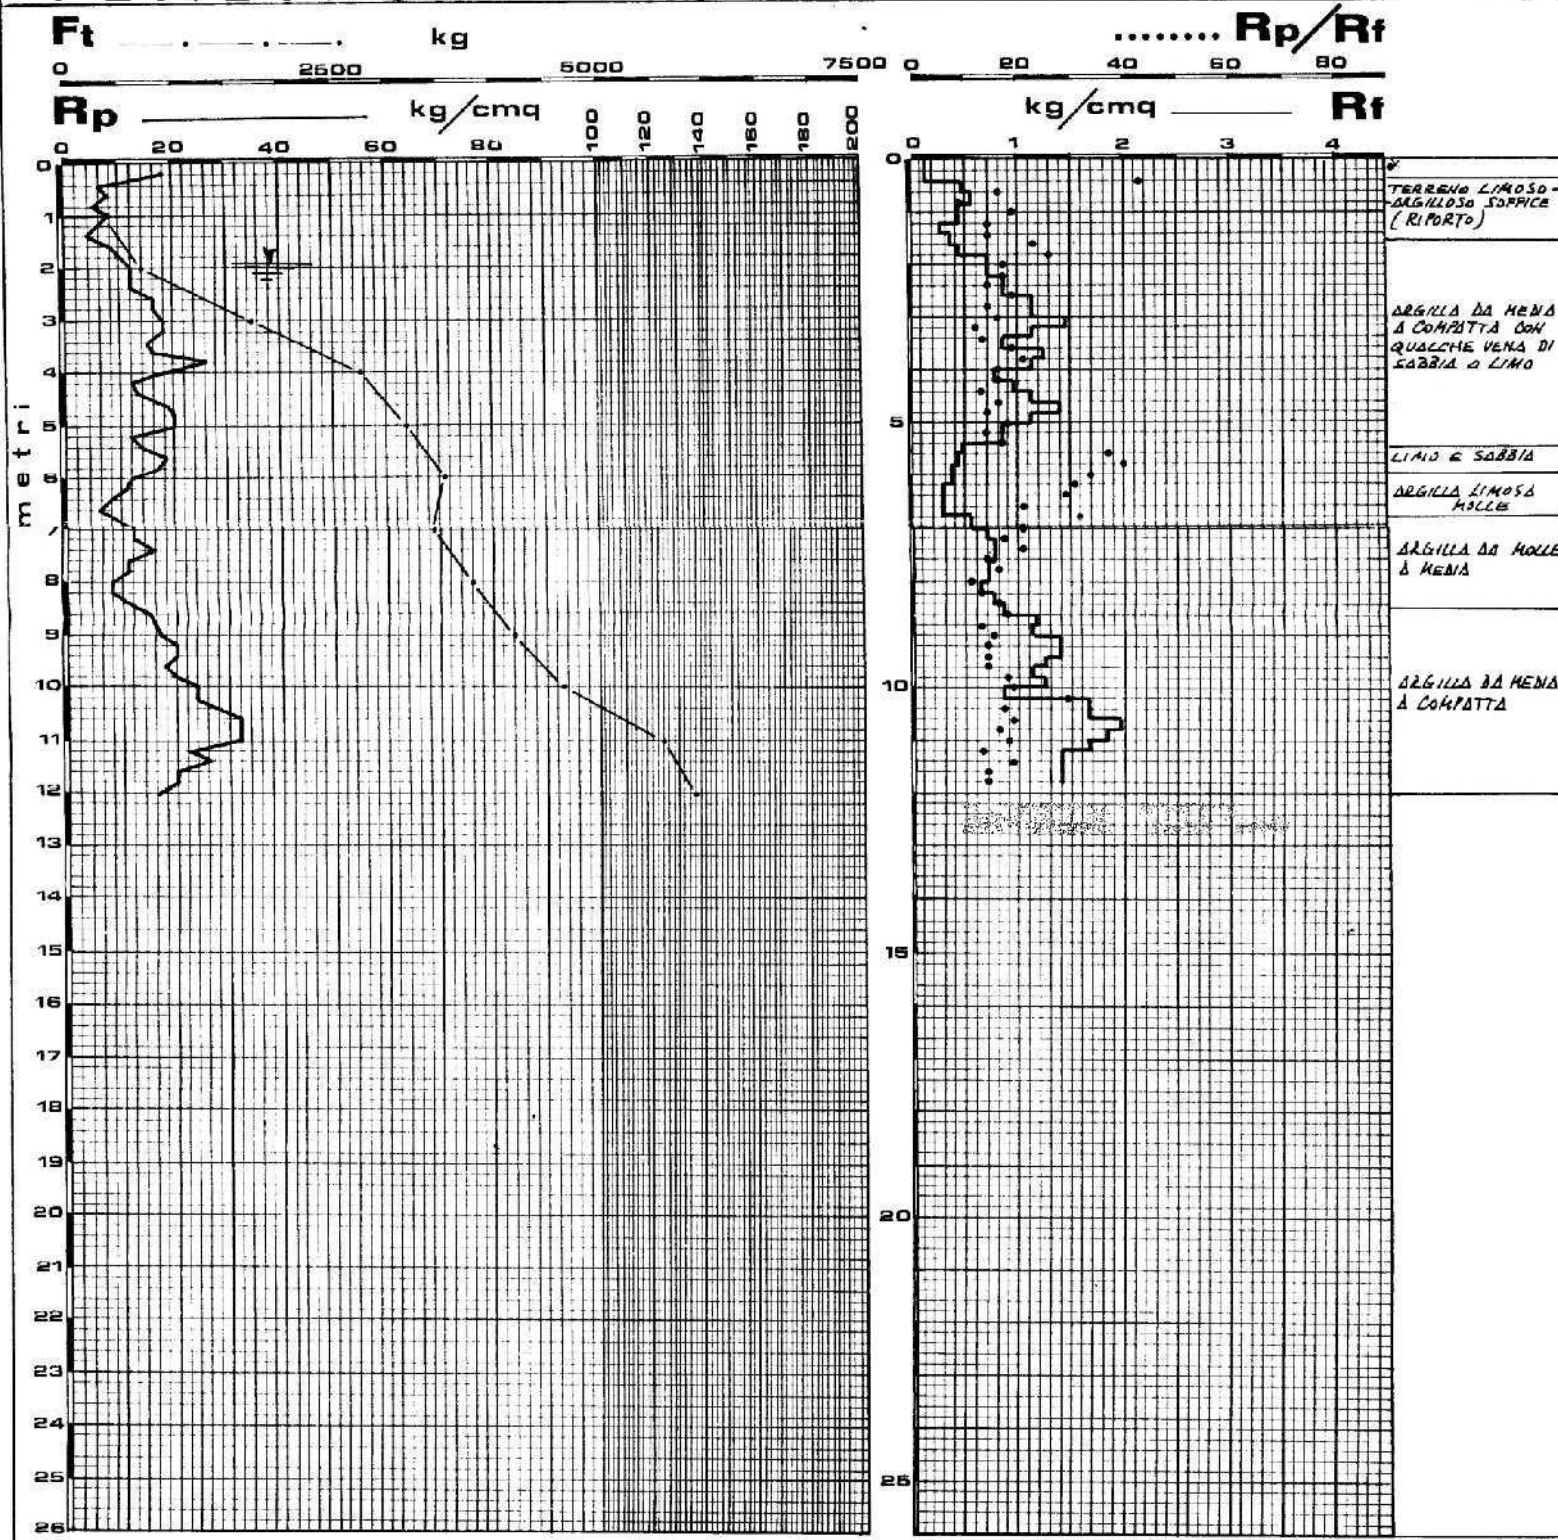 Ft kg
0 2500 5000 7500
Rp kg/cmq
0 20 40 60 80 100 120 140 160 180 200
metri
0
1
2
3
4
5
6
7
8
9
10
11
12
13
14
15
16
17
18
19
20
21
22
23
24
25
26
Rp/Rf
0 20 40 60 80
kg/cmq Rf
0 1 2 3 4
0
5
10
15
20
25
TERRENO LIMOSO-
ARGILLOSO SOFFICE
(RIPORTO)
ARGILLA DA MEDIA
A COMPATTA CON
QUALCHE VENA DI
SABBIA O LIMO
LIMO E SABBIA
ARGILLA LIMOSA
MOLLE
ARGILLA DA MOLLE
A MEDIA
ARGILLA DA MEDIA
A COMPATTA